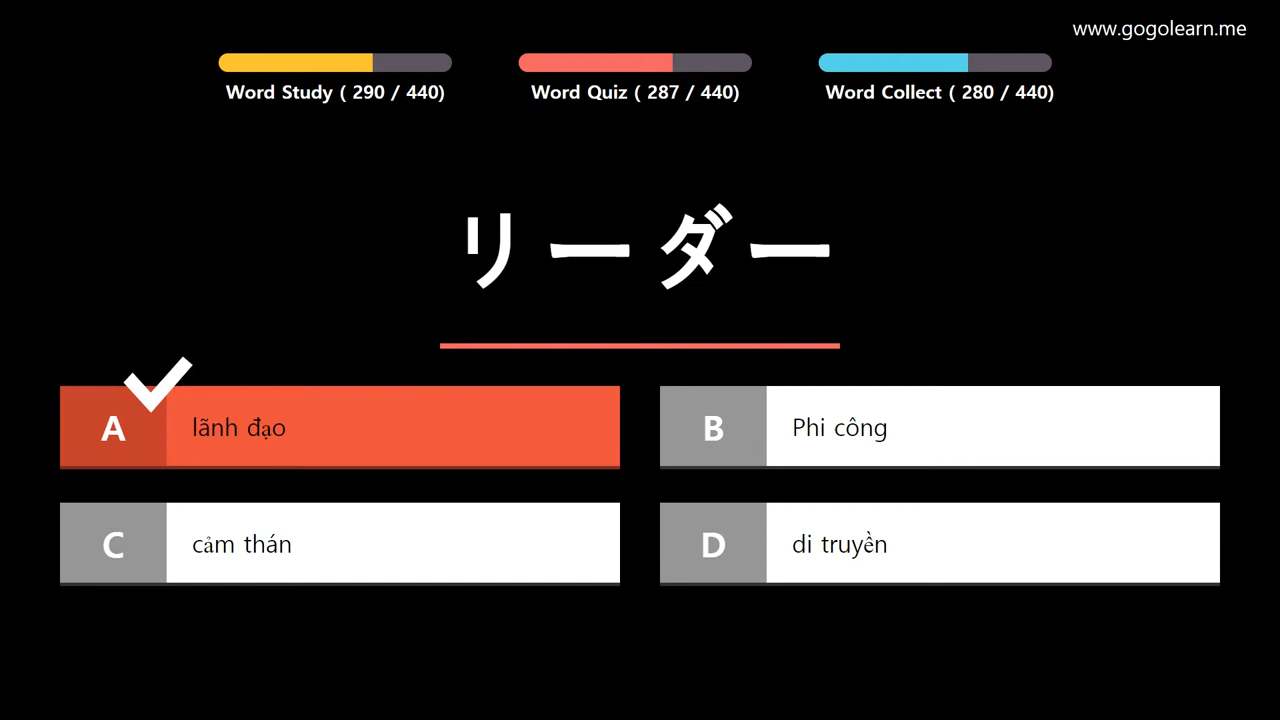 www.gogolearn.me
Word Study ( 290 / 440)
Word Quiz ( 287 / 440)
Word Collect ( 280 / 440)
リーダー
A lãnh đạo
B Phi công
C cảm thán
D di truyền